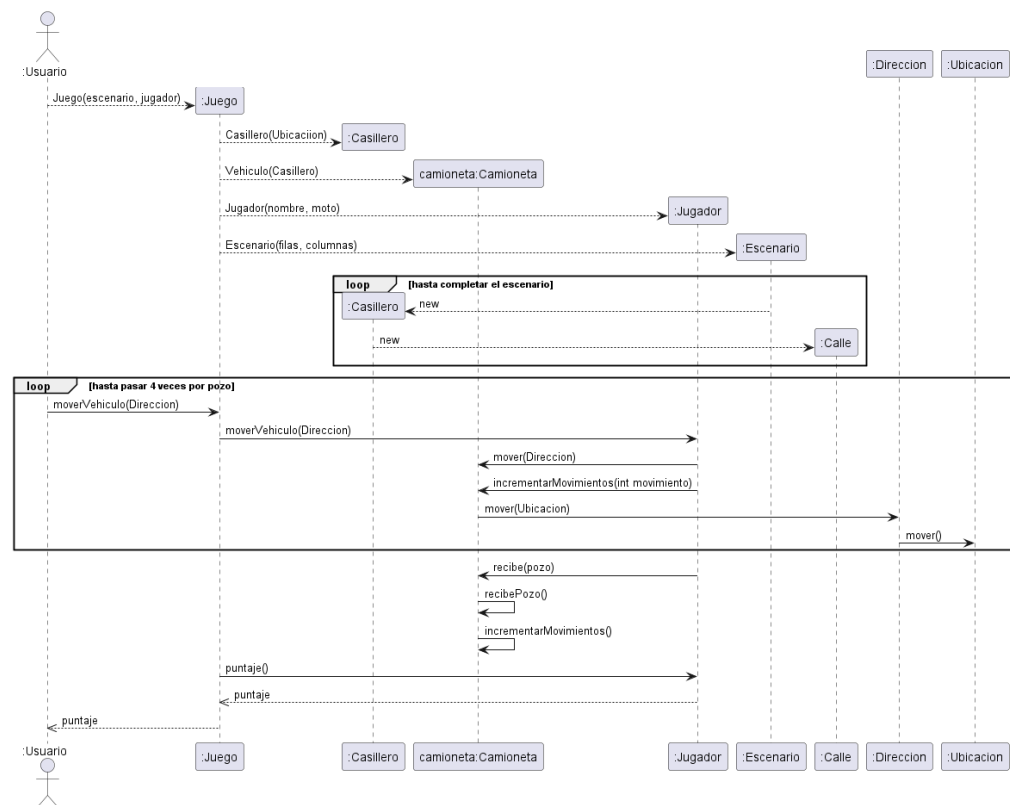 :Usuario
:Direccion
:Ubicacion
Juego(escenario, jugador)
:Juego
Casillero(Ubicaciion)
:Casillero
Vehiculo(Casillero)
camioneta:Camioneta
Jugador(nombre, moto)
:Jugador
Escenario(filas, columnas)
:Escenario
loop [hasta completar el escenario]
:Casillero
new
new
:Calle
loop [hasta pasar 4 veces por pozo]
moverVehiculo(Direccion)
moverVehiculo(Direccion)
mover(Direccion)
incrementarMovimientos(int movimiento)
mover(Ubicacion)
mover()
recibe(pozo)
recibePozo()
incrementarMovimientos()
puntaje()
puntaje
puntaje
:Usuario
:Juego
:Casillero
camioneta:Camioneta
:Jugador
:Escenario
:Calle
:Direccion
:Ubicacion